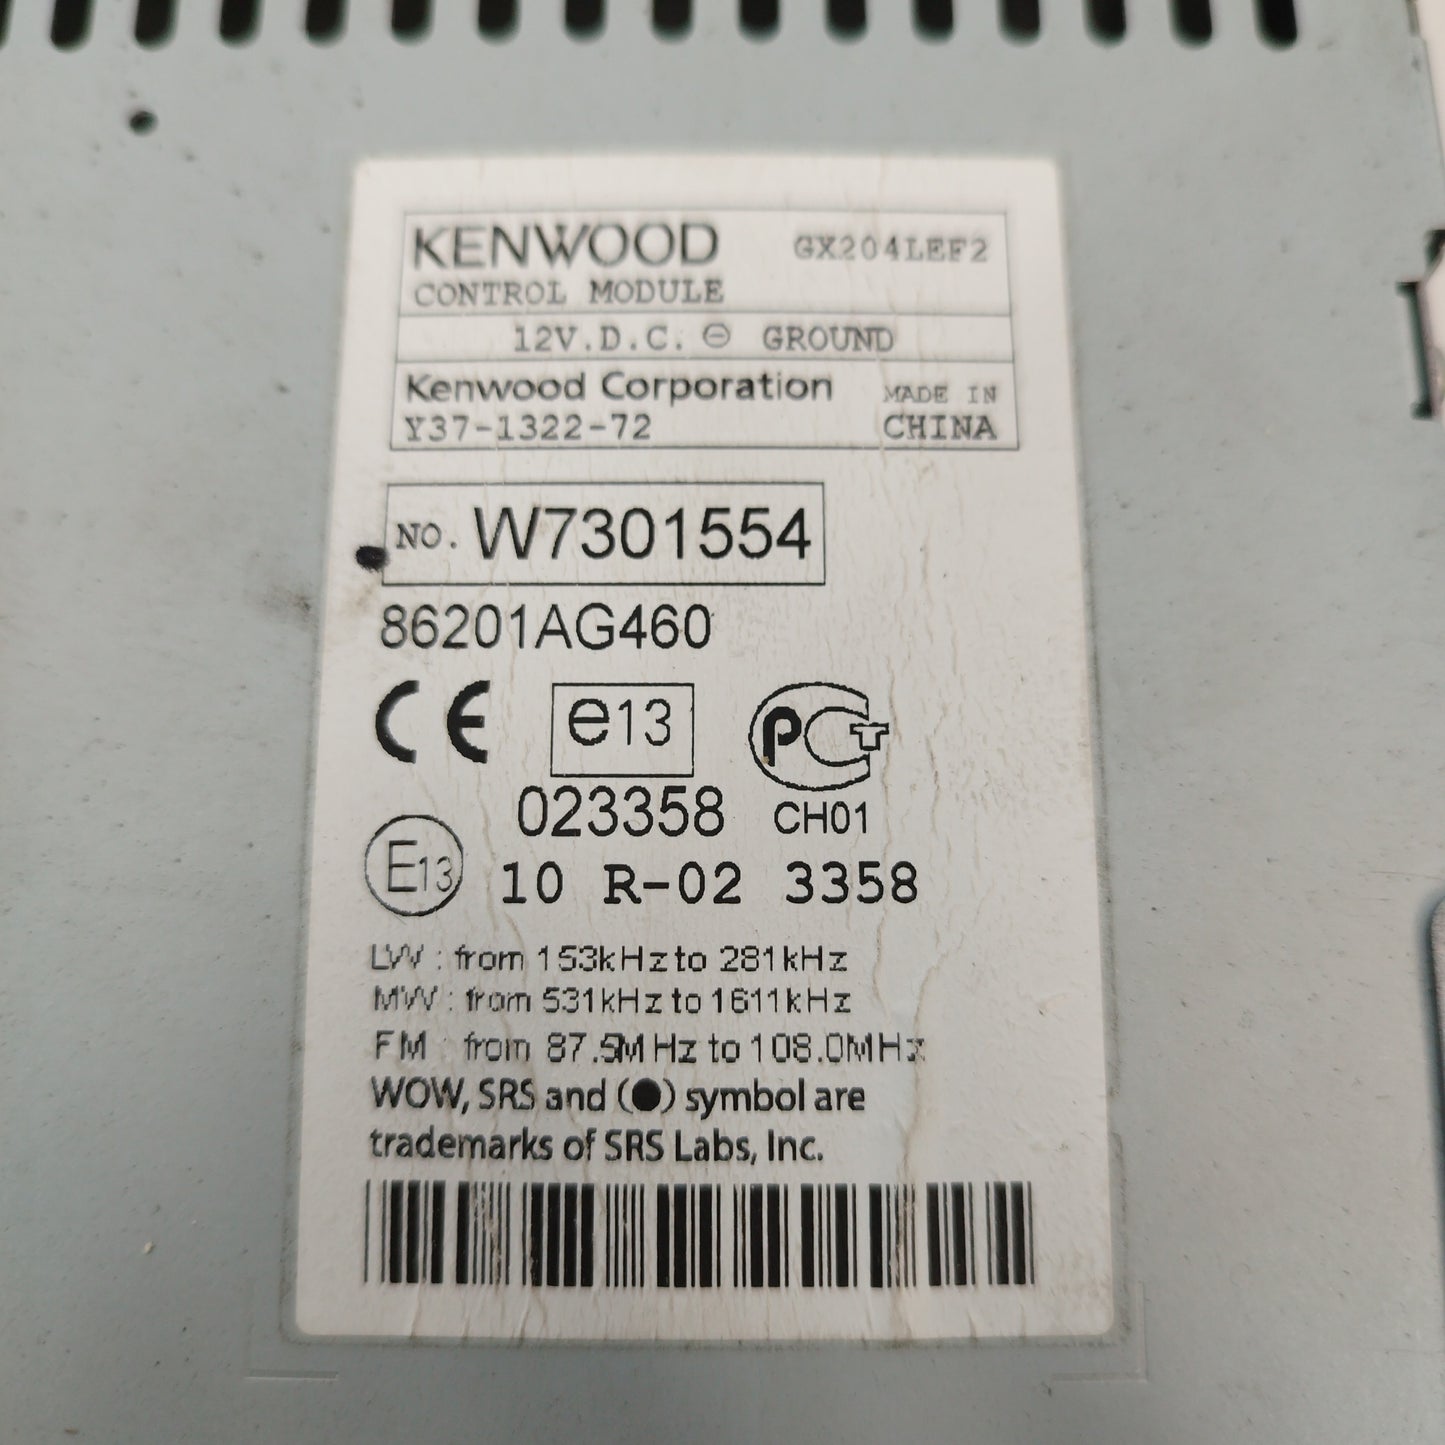 KENWOOD GX204LEF2
CONTROL MODULE
12V.D.C. ⊖ GROUND
Kenwood Corporation MADE IN
Y37-1322-72 CHINA
NO. W7301554
86201AG460
CE e13 PCT
023358 CH01
E13 10 R-02 3358
LW : from 153kHz to 281kHz
MW : from 531kHz to 1611kHz
FM : from 87.5MHz to 108.0MHz
WOW, SRS and (●) symbol are
trademarks of SRS Labs, Inc.